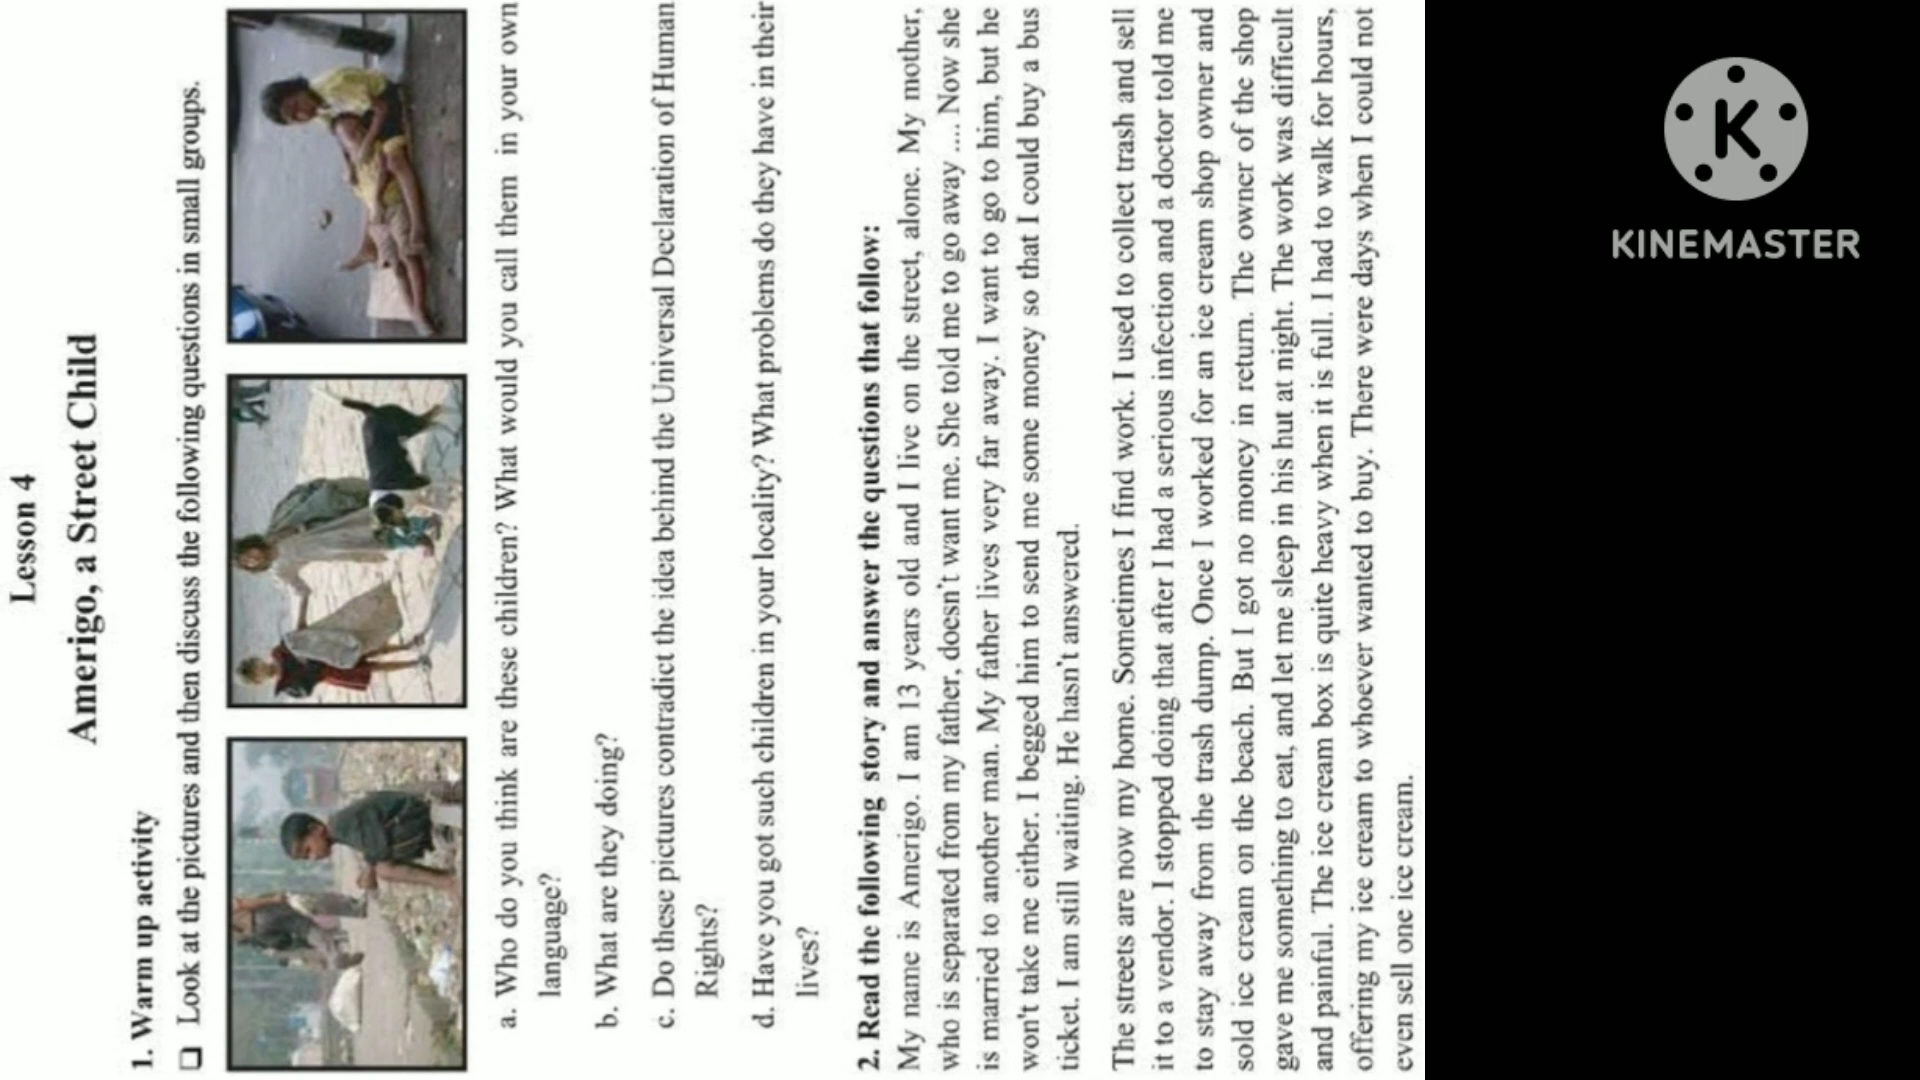 Lesson 4
Amerigo, a Street Child
1. Warm up activity
❑ Look at the pictures and then discuss the following questions in small groups.
a. Who do you think are these children? What would you call them in your own
language?
b. What are they doing?
c. Do these pictures contradict the idea behind the Universal Declaration of Human
Rights?
d. Have you got such children in your locality? What problems do they have in their
lives?
2. Read the following story and answer the questions that follow:
My name is Amerigo. I am 13 years old and I live on the street, alone. My mother,
who is separated from my father, doesn't want me. She told me to go away .... Now she
is married to another man. My father lives very far away. I want to go to him, but he
won't take me either. I begged him to send me some money so that I could buy a bus
ticket. I am still waiting. He hasn't answered.
The streets are now my home. Sometimes I find work. I used to collect trash and sell
it to a vendor. I stopped doing that after I had a serious infection and a doctor told me
to stay away from the trash dump. Once I worked for an ice cream shop owner and
sold ice cream on the beach. But I got no money in return. The owner of the shop
gave me something to eat, and let me sleep in his hut at night. The work was difficult
and painful. The ice cream box is quite heavy when it is full. I had to walk for hours,
offering my ice cream to whoever wanted to buy. There were days when I could not
even sell one ice cream.
K
KINEMASTER